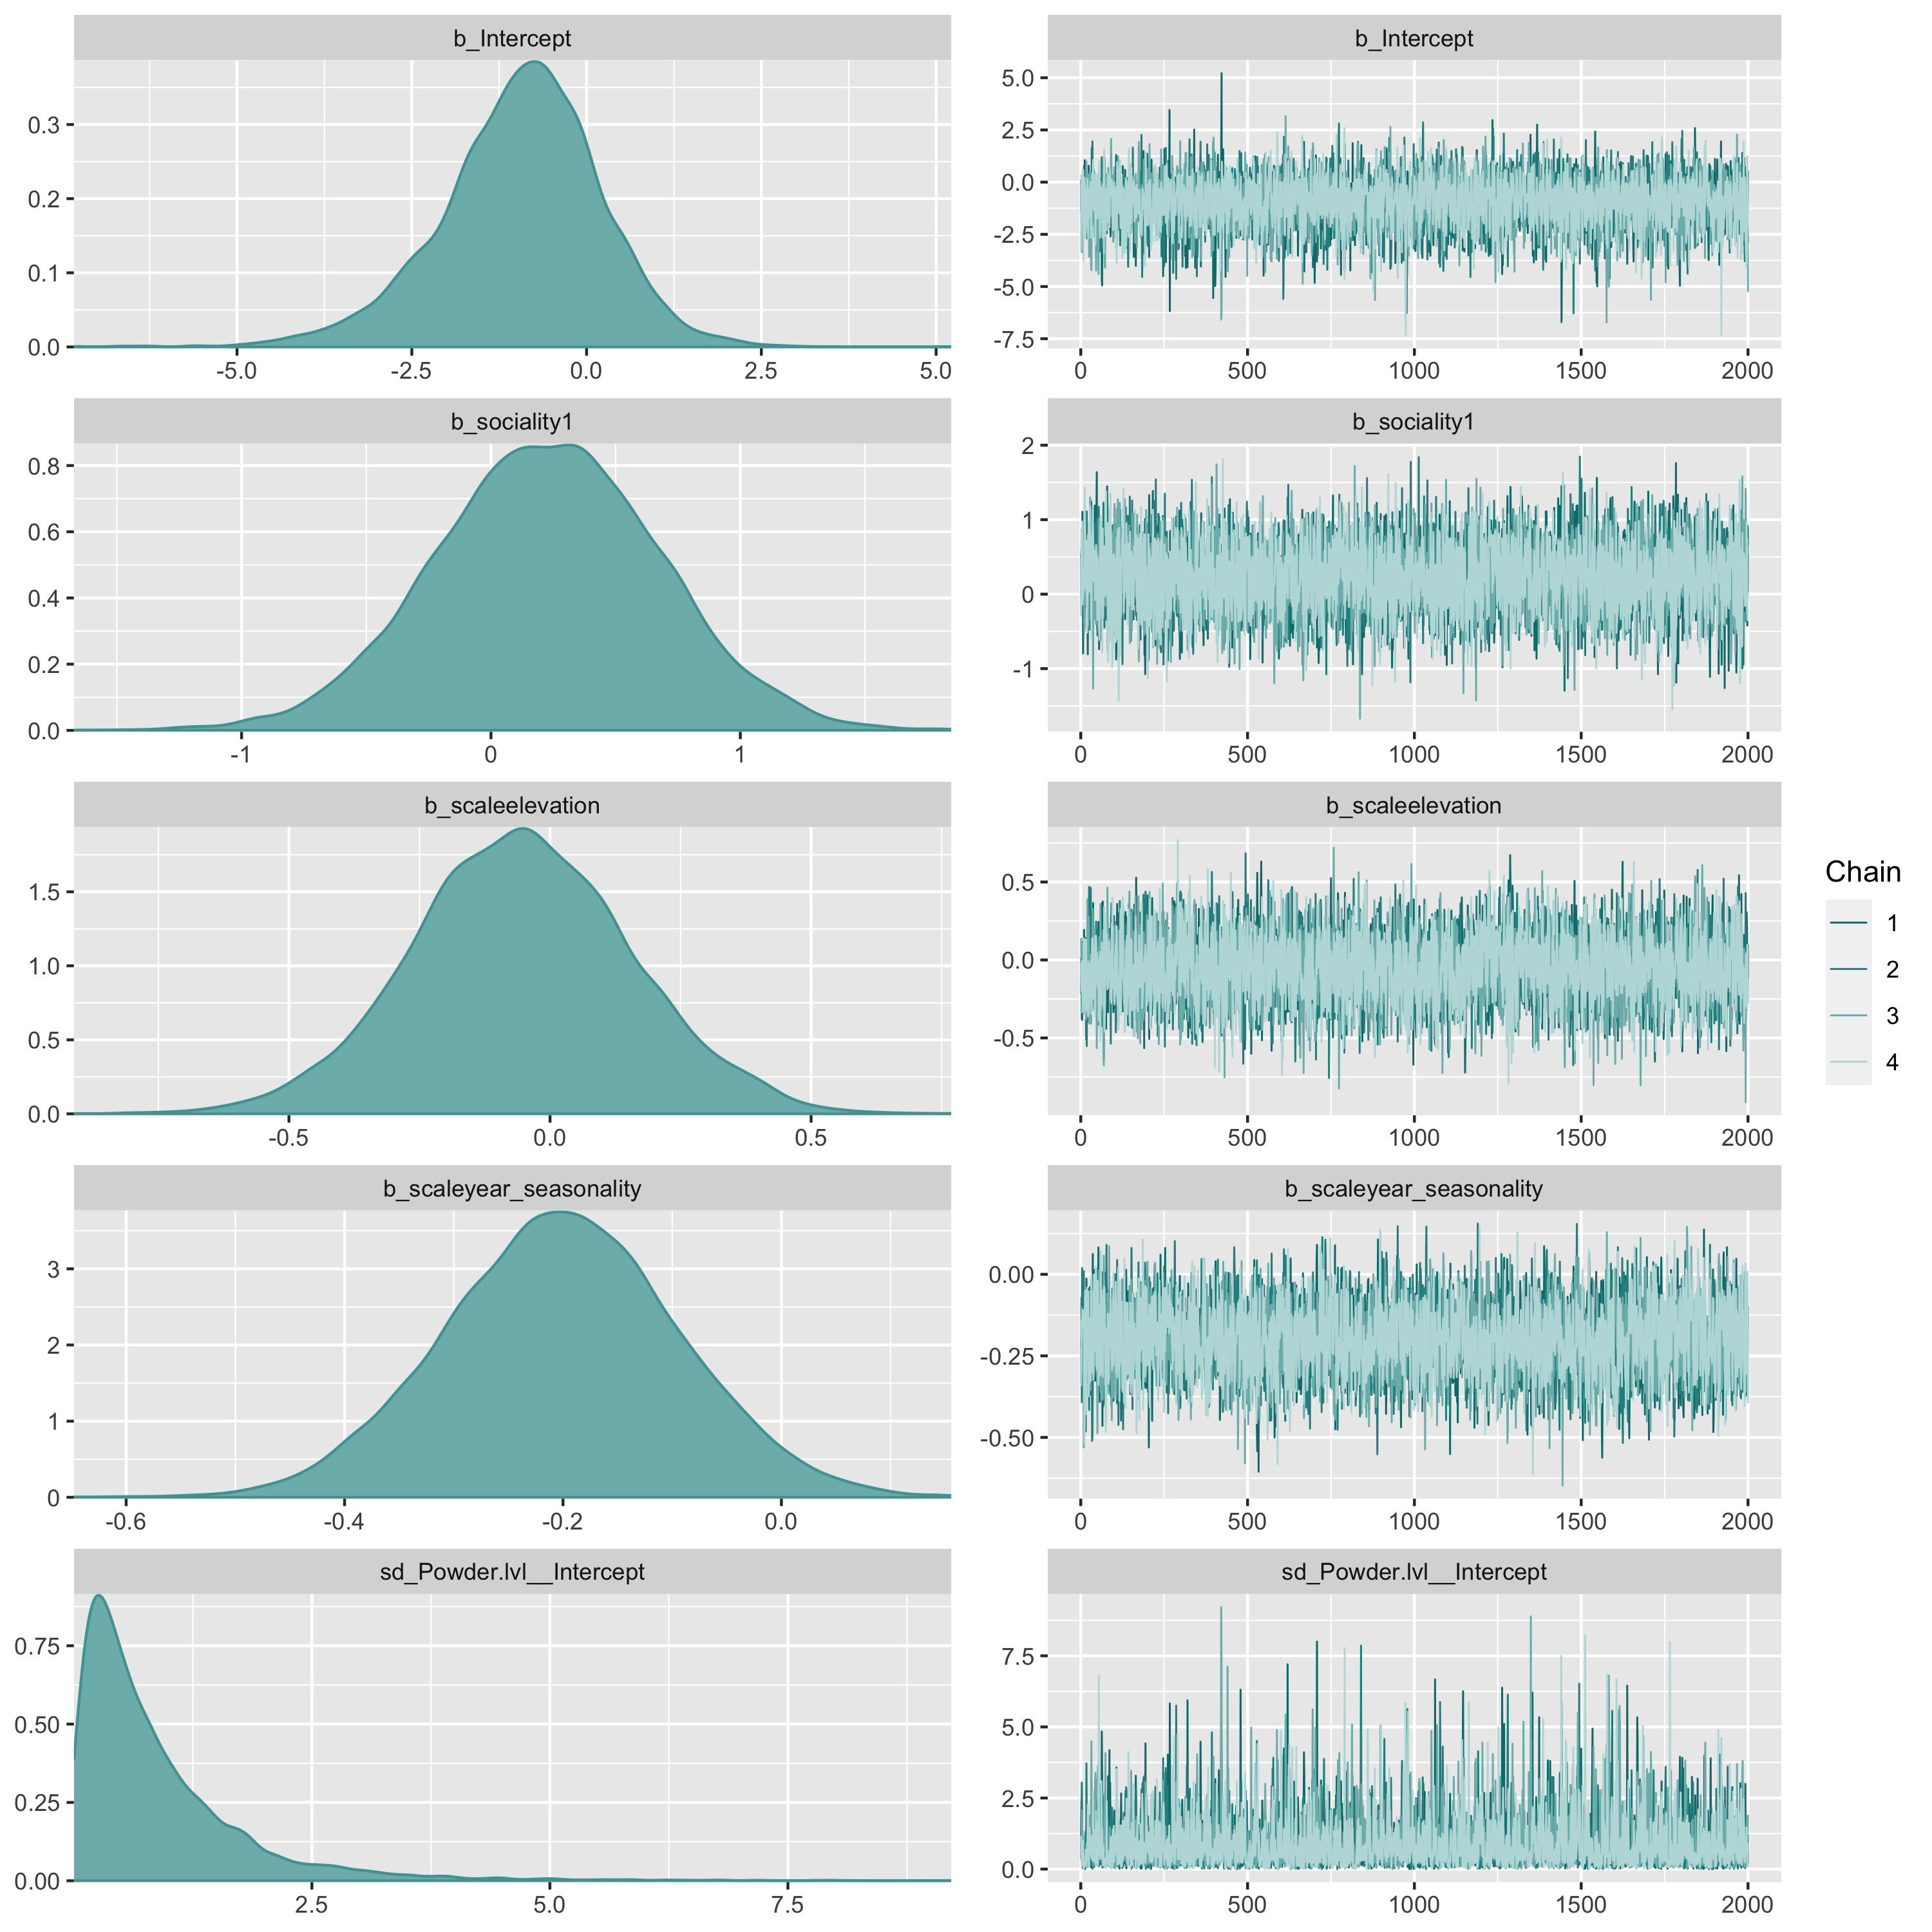 b_Intercept
0.3
0.2
0.1
0.0
-5.0 -2.5 0.0 2.5 5.0
b_Intercept
5.0
2.5
0.0
-2.5
-5.0
-7.5
0 500 1000 1500 2000
b_sociality1
0.8
0.6
0.4
0.2
0.0
-1 0 1
b_sociality1
2
1
0
-1
0 500 1000 1500 2000
b_scaleelevation
1.5
1.0
0.5
0.0
-0.5 0.0 0.5
b_scaleelevation
0.5
0.0
-0.5
0 500 1000 1500 2000
b_scaleyear_seasonality
3
2
1
0
-0.6 -0.4 -0.2 0.0
b_scaleyear_seasonality
0.00
-0.25
-0.50
0 500 1000 1500 2000
sd_Powder.lvl__Intercept
0.75
0.50
0.25
0.00
2.5 5.0 7.5
sd_Powder.lvl__Intercept
7.5
5.0
2.5
0.0
0 500 1000 1500 2000
Chain
1
2
3
4